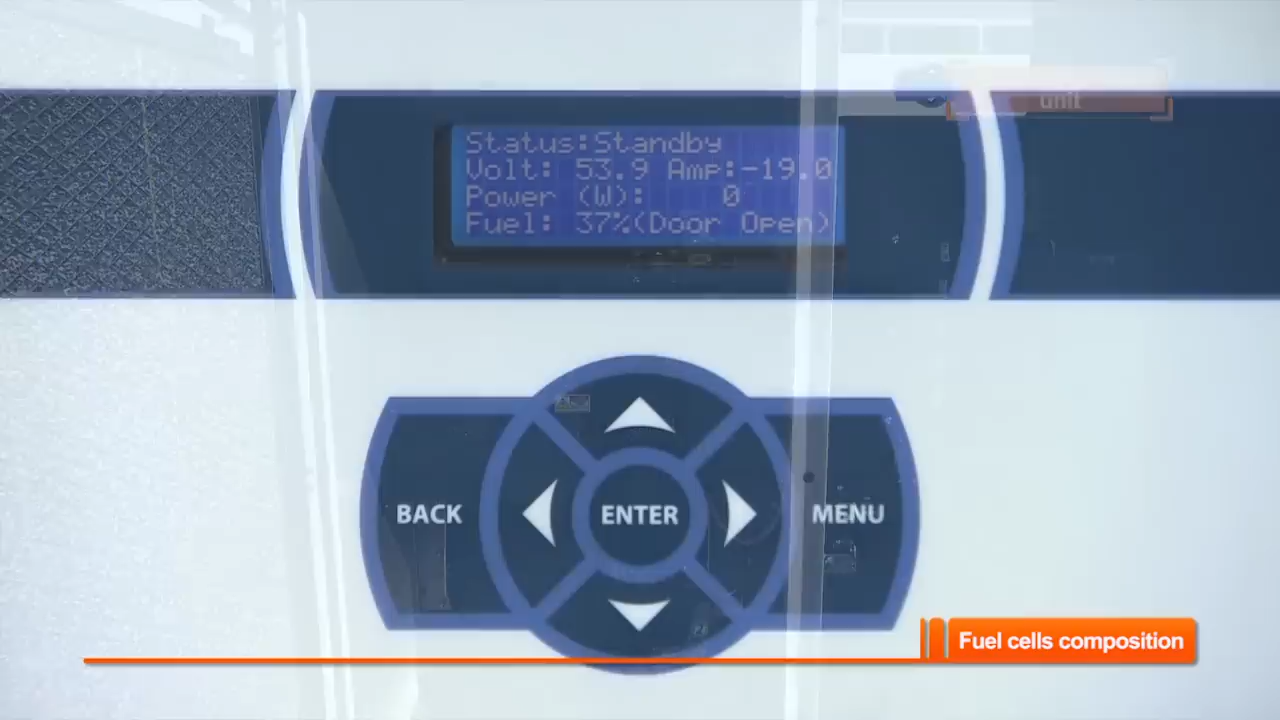 unit
Status:Standby
Volt: 53.9 Amp:-19.0
Power (W): 0
Fuel: 37%(Door Open)
BACK
ENTER
MENU
Fuel cells composition